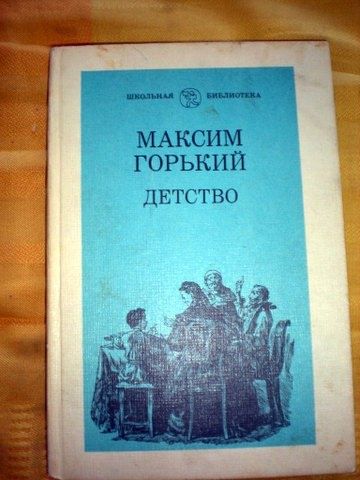 ШКОЛЬНАЯ БИБЛИОТЕКА
МАКСИМ
ГОРЬКИЙ
ДЕТСТВО